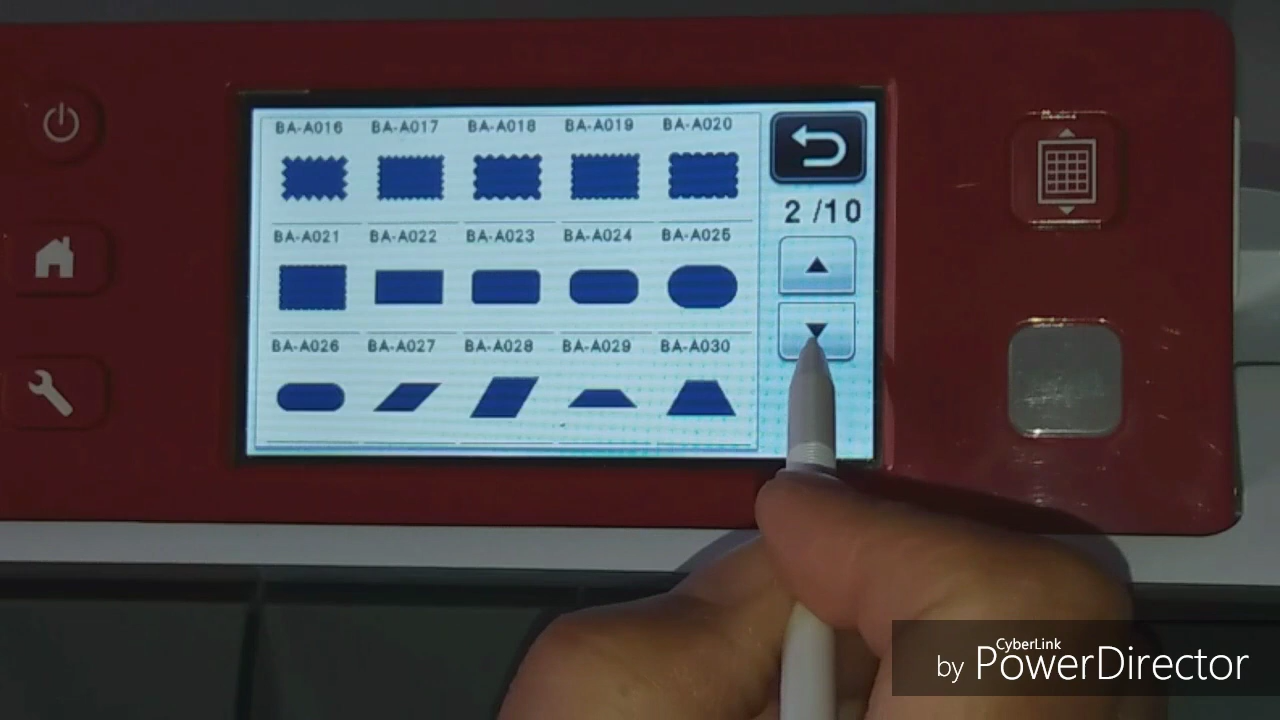 BA-A016 BA-A017 BA-A018 BA-A019 BA-A020
2 /10
BA-A021 BA-A022 BA-A023 BA-A024 BA-A025
BA-A026 BA-A027 BA-A028 BA-A029 BA-A030
CyberLink
by PowerDirector